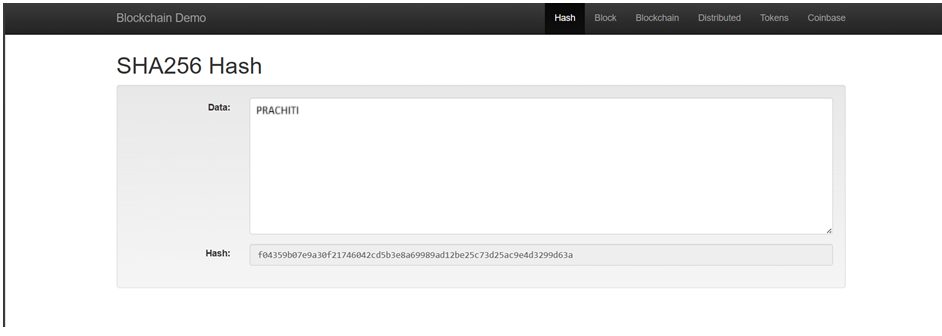 Blockchain Demo
Hash Block Blockchain Distributed Tokens Coinbase
SHA256 Hash
Data: PRACHITI
Hash: f04359b07e9a30f21746042cd5b3e8a69989ad12be25c73d25ac9e4d3299d63a